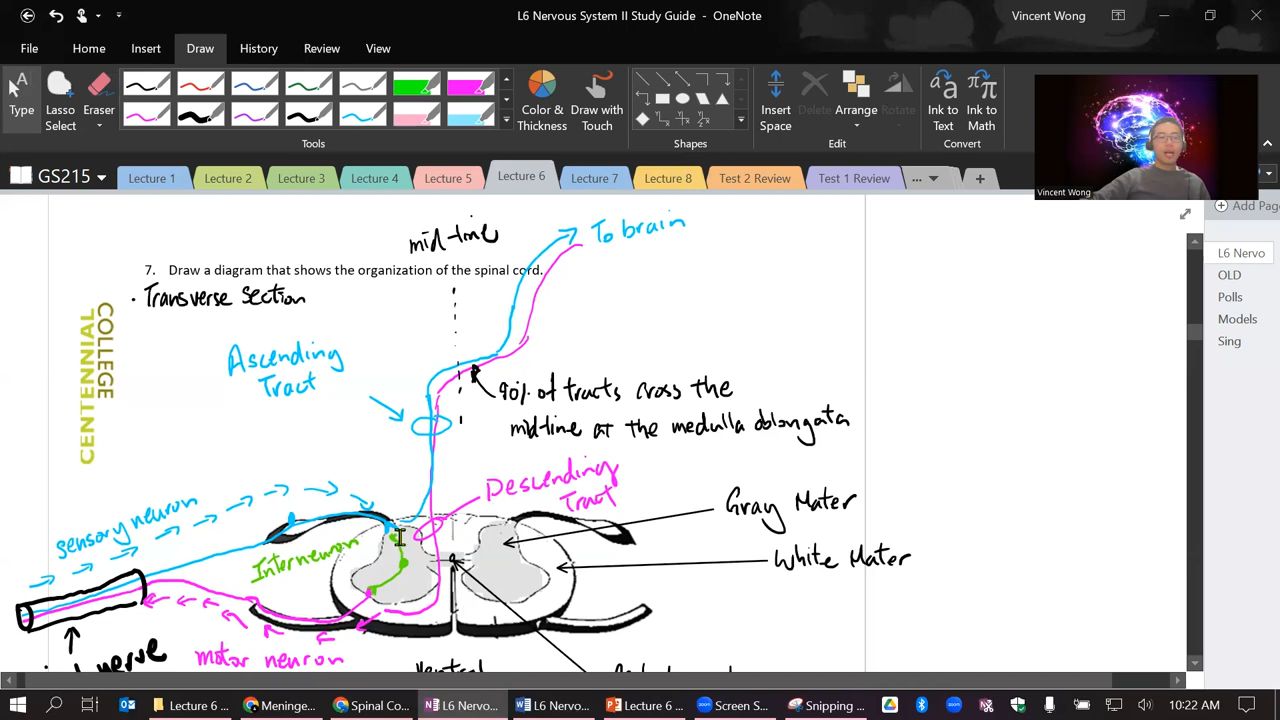 L6 Nervous System II Study Guide - OneNote
Vincent Wong
File Home Insert Draw History Review View
Type
Lasso Select
Eraser
Color & Thickness
Draw with Touch
Insert Space
Delete
Arrange
Rotate
Ink to Text
Ink to Math
Tools
Shapes
Edit
Convert
Vincent Wong
GS215
Lecture 1 Lecture 2 Lecture 3 Lecture 4 Lecture 5 Lecture 6 Lecture 7 Lecture 8 Test 2 Review Test 1 Review ...
Add Pag
L6 Nervo
OLD
Polls
Models
Sing
midline
To brain
7. Draw a diagram that shows the organization of the spinal cord.
• Transverse Section
CENTENNIAL
COLLEGE
Ascending
Tract
90% of tracts cross the
midline at the medulla oblongata
Descending
Tract
sensory neuron
Gray Mater
Interneuron
White Mater
nerve
motor neuron
L6 Nervo...
Lecture 6 ...
Meninge...
Spinal Co...
L6 Nervo...
Lecture 6 ...
Lecture 6 ...
Screen S...
Snipping ...
10:22 AM